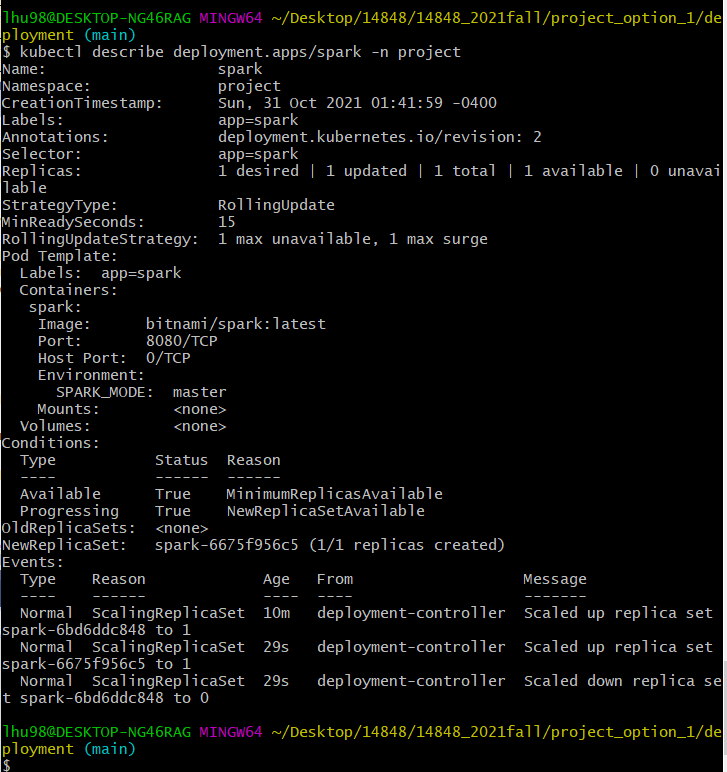 lhu98@DESKTOP-NG46RAG MINGW64 ~/Desktop/14848/14848_2021fall/project_option_1/de
ployment (main)
$ kubectl describe deployment.apps/spark -n project
Name:                   spark
Namespace:              project
CreationTimestamp:      Sun, 31 Oct 2021 01:41:59 -0400
Labels:                 app=spark
Annotations:            deployment.kubernetes.io/revision: 2
Selector:               app=spark
Replicas:               1 desired | 1 updated | 1 total | 1 available | 0 unavai
lable
StrategyType:           RollingUpdate
MinReadySeconds:        15
RollingUpdateStrategy:  1 max unavailable, 1 max surge
Pod Template:
  Labels:  app=spark
  Containers:
   spark:
    Image:      bitnami/spark:latest
    Port:       8080/TCP
    Host Port:  0/TCP
    Environment:
      SPARK_MODE:  master
    Mounts:        <none>
  Volumes:         <none>
Conditions:
  Type           Status  Reason
  ----           ------  ------
  Available      True    MinimumReplicasAvailable
  Progressing    True    NewReplicaSetAvailable
OldReplicaSets:  <none>
NewReplicaSet:   spark-6675f956c5 (1/1 replicas created)
Events:
  Type    Reason             Age   From                   Message
  ----    ------             ----  ----                   -------
  Normal  ScalingReplicaSet  10m   deployment-controller  Scaled up replica set
spark-6bd6ddc848 to 1
  Normal  ScalingReplicaSet  29s   deployment-controller  Scaled up replica set
spark-6675f956c5 to 1
  Normal  ScalingReplicaSet  29s   deployment-controller  Scaled down replica se
t spark-6bd6ddc848 to 0
lhu98@DESKTOP-NG46RAG MINGW64 ~/Desktop/14848/14848_2021fall/project_option_1/de
ployment (main)
$